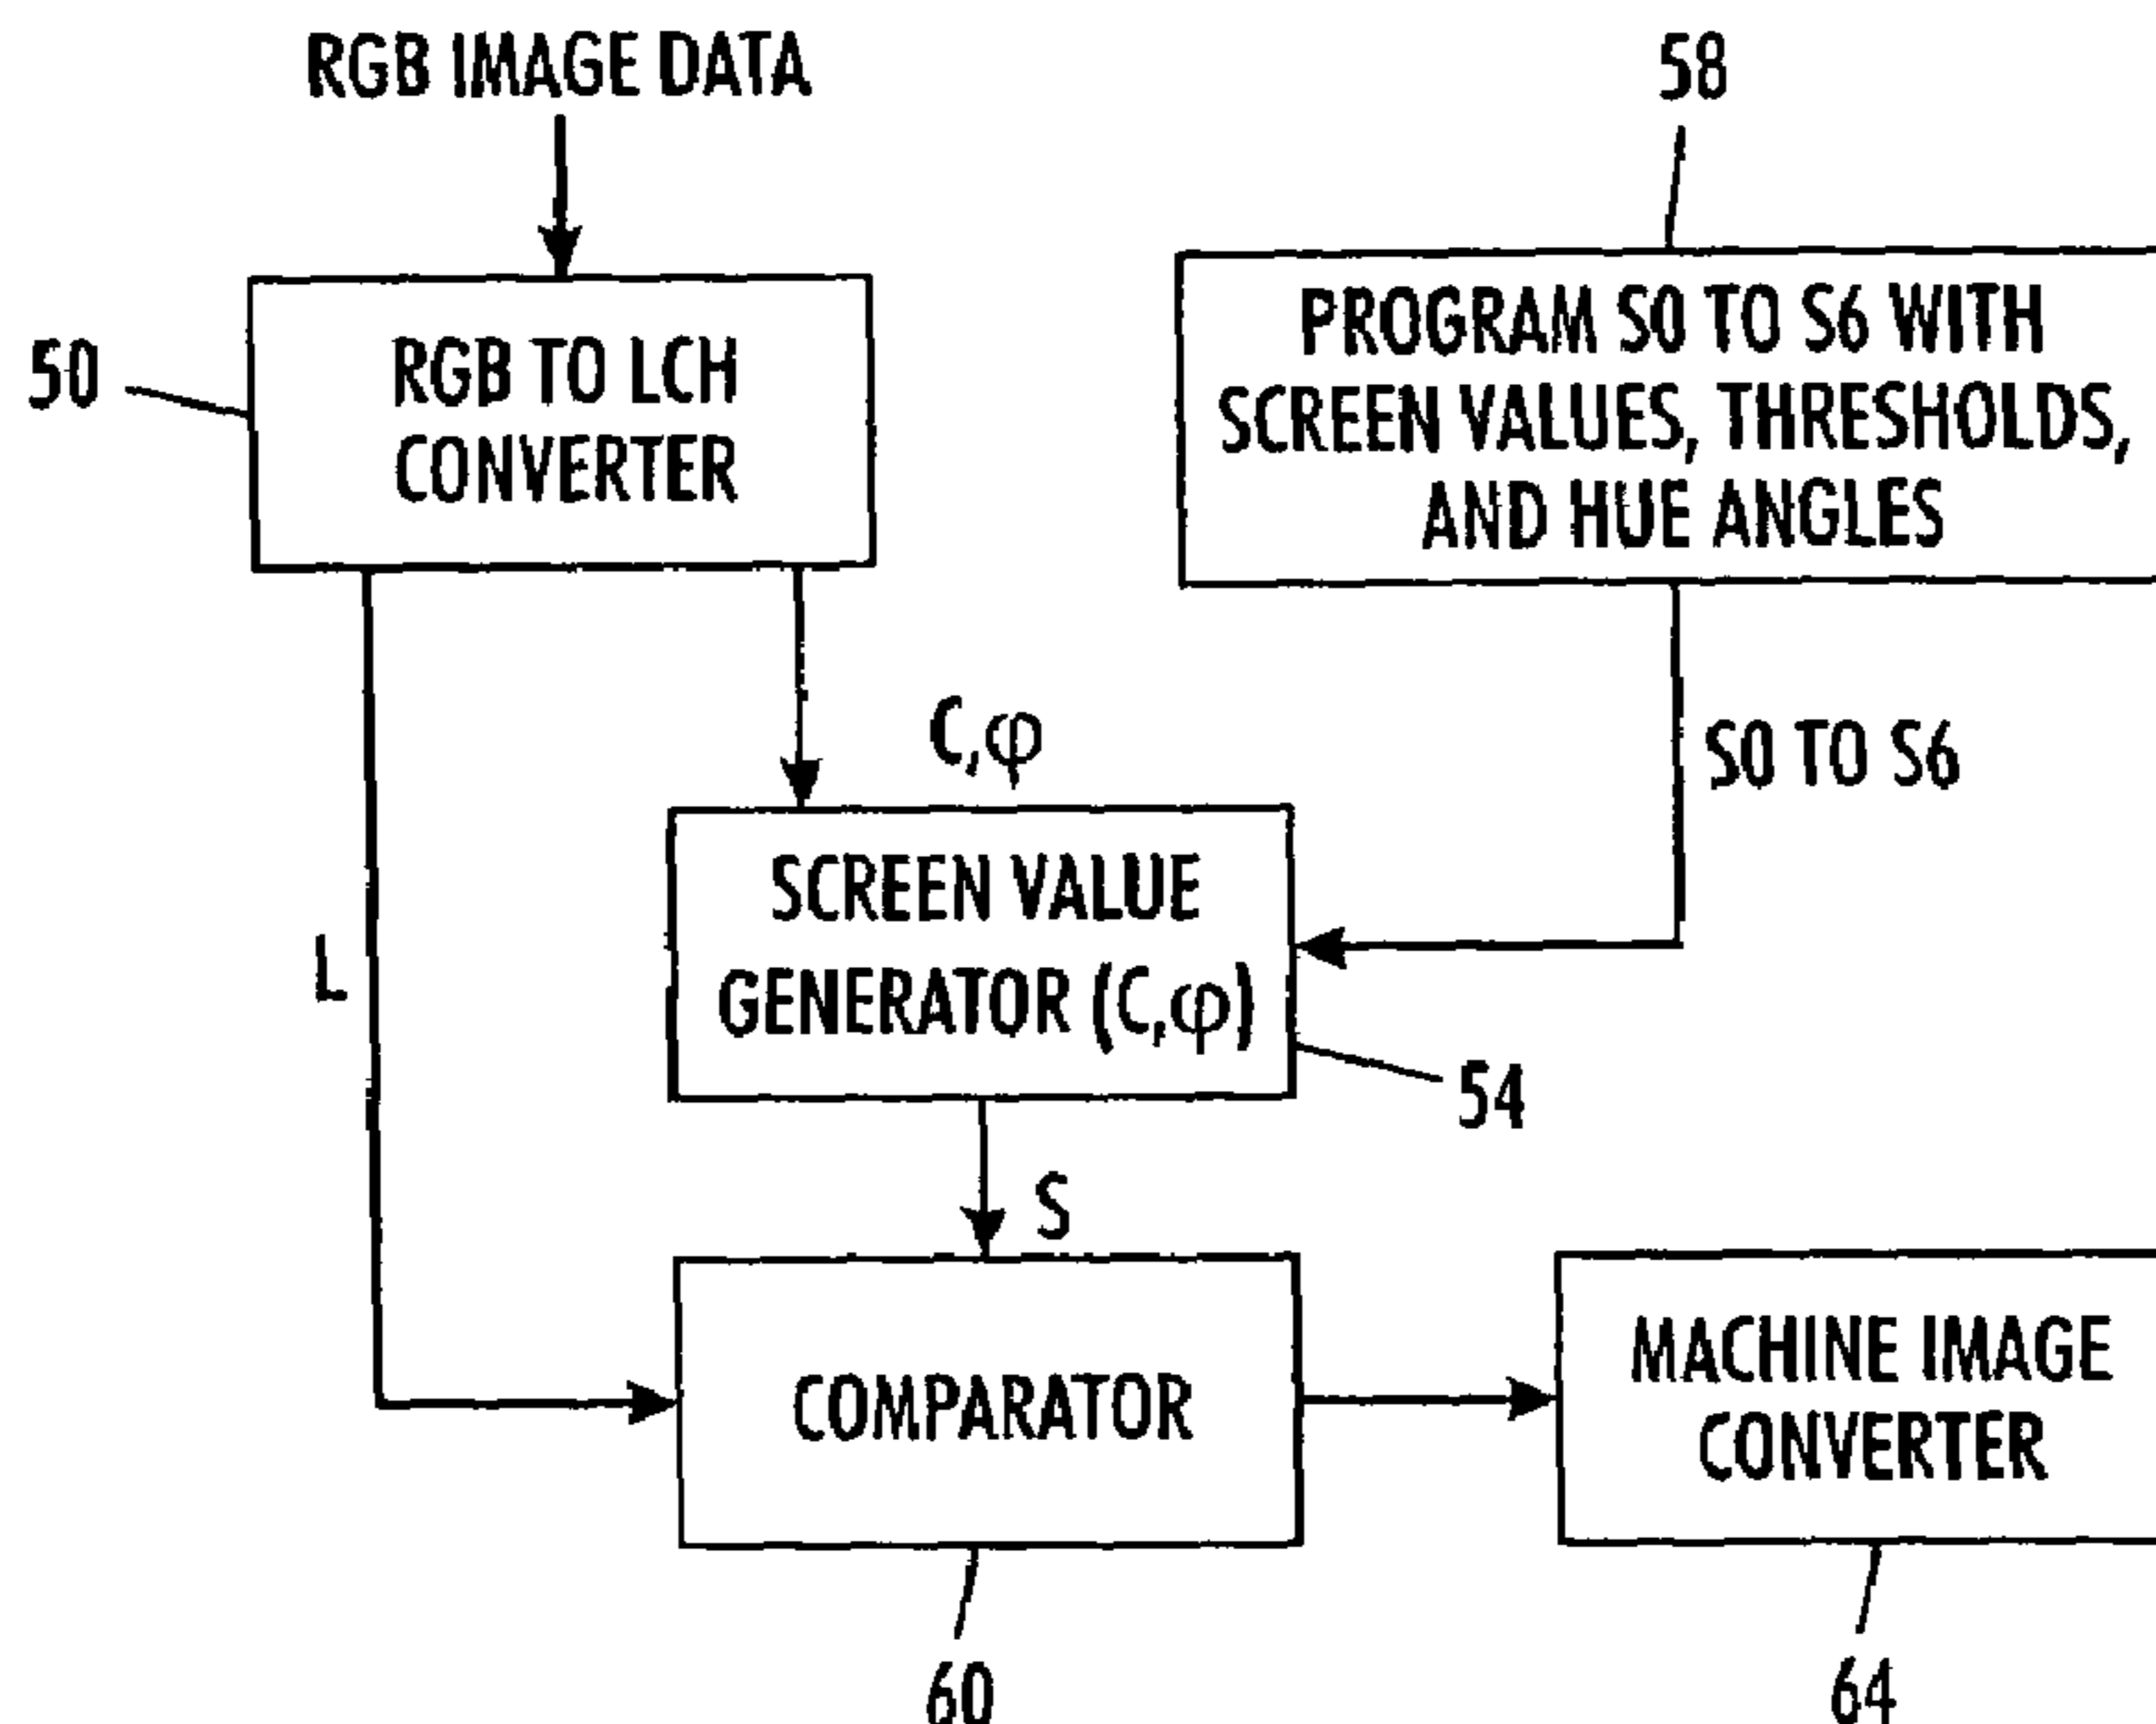 RGB IMAGE DATA
58
50
RGB TO LCH
CONVERTER
PROGRAM S0 TO S6 WITH
SCREEN VALUES, THRESHOLDS,
AND HUE ANGLES
C,φ
S0 TO S6
SCREEN VALUE
GENERATOR (C,φ)
L
54
S
COMPARATOR
MACHINE IMAGE
CONVERTER
60
64